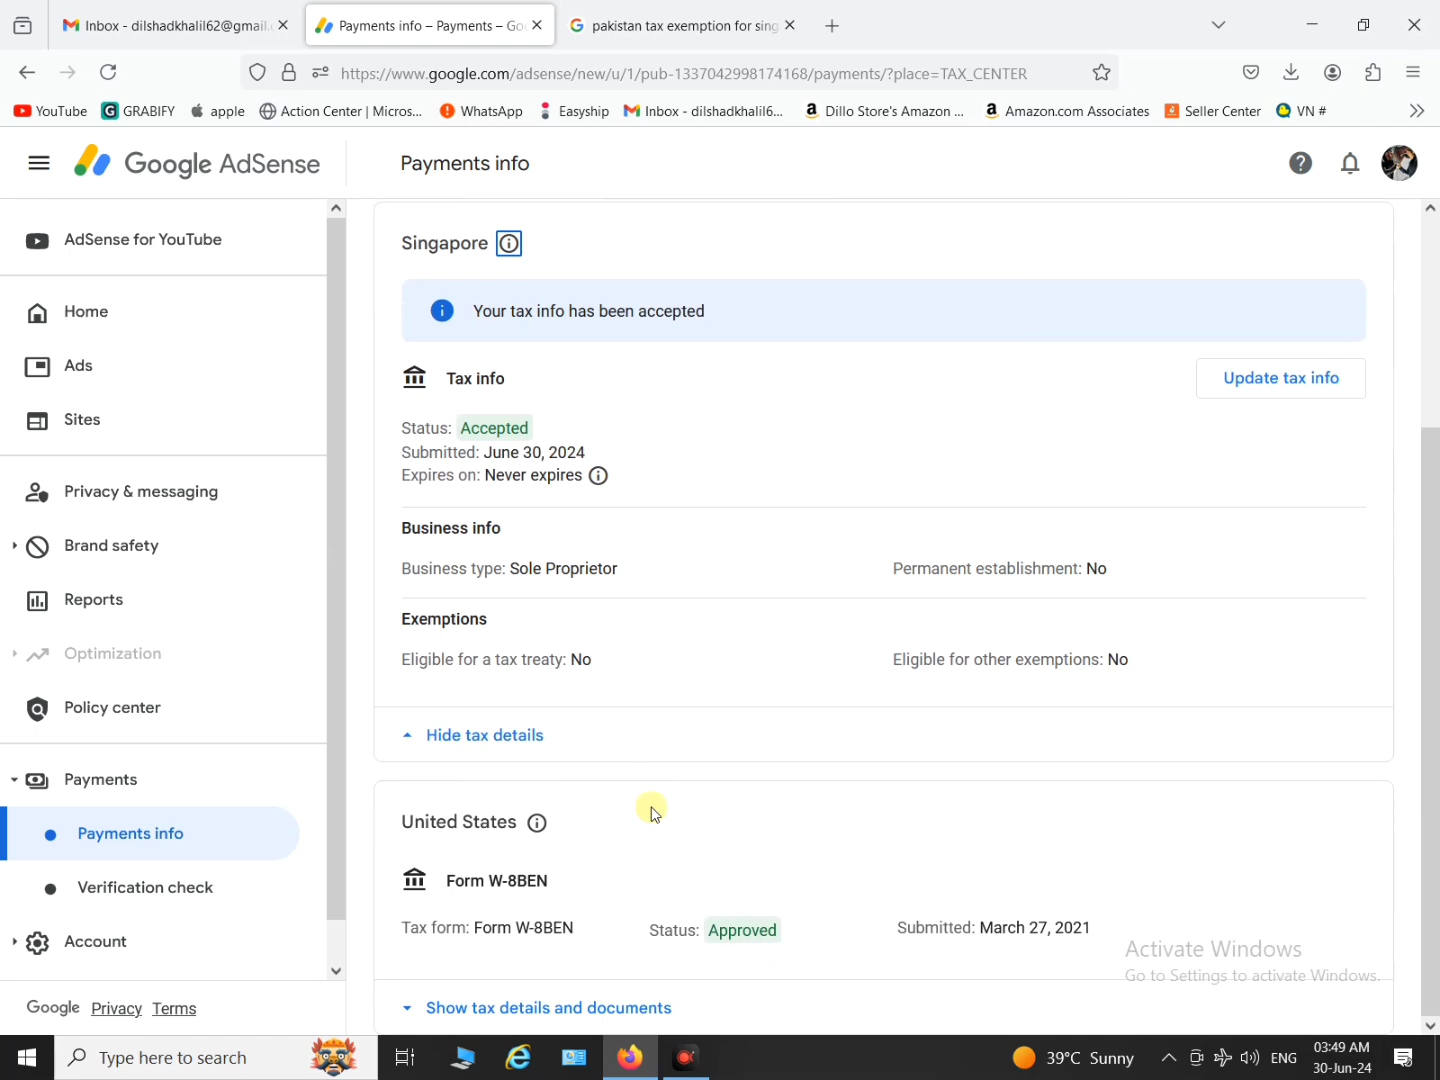 Inbox - dilshadkhalil62@gmail.c
Payments info – Payments – Go
pakistan tax exemption for sing
https://www.google.com/adsense/new/u/1/pub-1337042998174168/payments/?place=TAX_CENTER
YouTube
GRABIFY
apple
Action Center | Micros...
WhatsApp
Easyship
Inbox - dilshadkhalil6...
Dillo Store's Amazon ...
Amazon.com Associates
Seller Center
VN #
Google AdSense
Payments info
AdSense for YouTube
Home
Ads
Sites
Privacy & messaging
Brand safety
Reports
Optimization
Policy center
Payments
Payments info
Verification check
Account
Google Privacy Terms
Singapore
Your tax info has been accepted
Tax info
Update tax info
Status: Accepted
Submitted: June 30, 2024
Expires on: Never expires
Business info
Business type: Sole Proprietor
Permanent establishment: No
Exemptions
Eligible for a tax treaty: No
Eligible for other exemptions: No
Hide tax details
United States
Form W-8BEN
Tax form: Form W-8BEN
Status: Approved
Submitted: March 27, 2021
Show tax details and documents
Activate Windows
Go to Settings to activate Windows.
Type here to search
39°C Sunny
ENG
03:49 AM
30-Jun-24